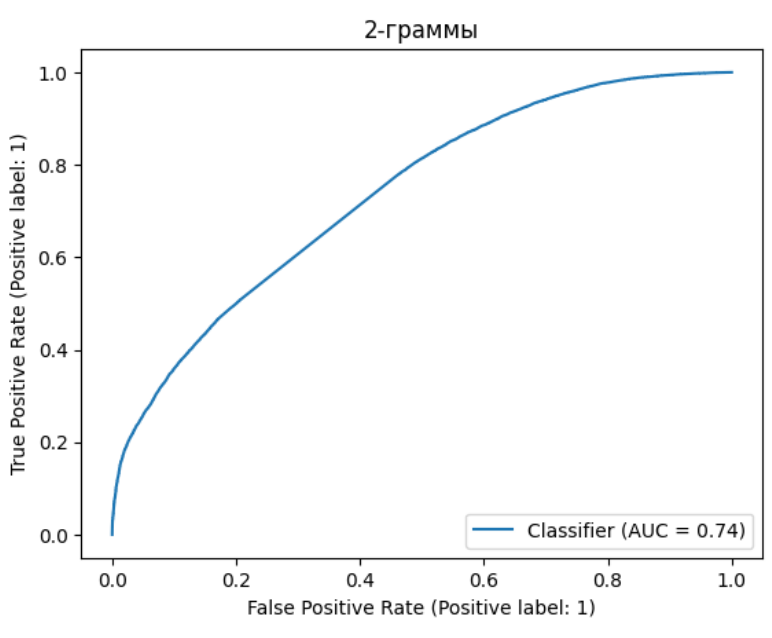 2-граммы
True Positive Rate (Positive label: 1)
1.0
0.8
0.6
0.4
0.2
0.0
Classifier (AUC = 0.74)
0.0 0.2 0.4 0.6 0.8 1.0
False Positive Rate (Positive label: 1)